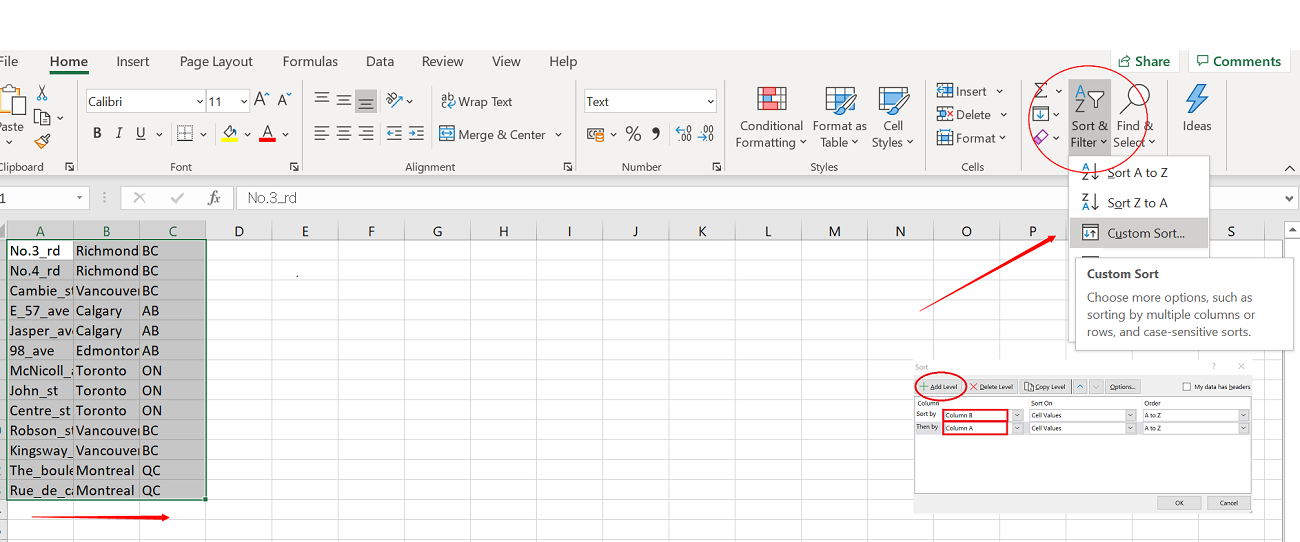 File Home Insert Page Layout Formulas Data Review View Help Share Comments
Calibri 11 A^ A˅ ab Wrap Text Text Insert Σ A Z
Paste B I U A Merge & Center % 9 .00 Conditional Formatting Format as Table Cell Styles Delete Format Sort & Filter Find & Select Ideas
Clipboard Font Alignment Number Styles Cells
Sort A to Z
Sort Z to A
Custom Sort...
Custom Sort
Choose more options, such as
sorting by multiple columns or
rows, and case-sensitive sorts.
1 fx No.3_rd
A B C D E F G H I J K L M N O P S
No.3_rd Richmond BC
No.4_rd Richmond BC
Cambie_st Vancouver BC
E_57_ave Calgary AB
Jasper_ave Calgary AB
98_ave Edmonton AB
McNicoll_ Toronto ON
John_st Toronto ON
Centre_st Toronto ON
Robson_st Vancouver BC
Kingsway_ Vancouver BC
The_boule Montreal QC
Rue_de_ca Montreal QC
Sort ? ×
Add Level Delete Level Copy Level Options... My data has headers
Column Sort On Order
Sort by Column B Cell Values A to Z
Then by Column A Cell Values A to Z
OK Cancel